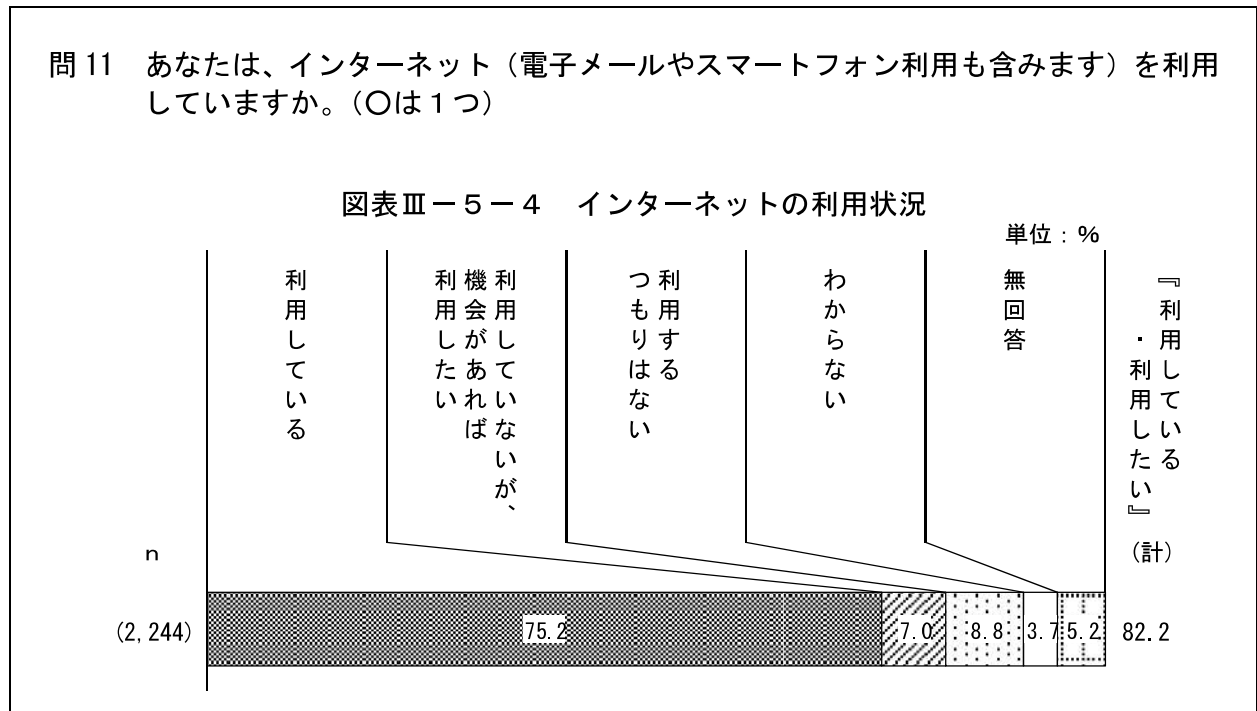 問11 あなたは、インターネット（電子メールやスマートフォン利用も含みます）を利用
していますか。（〇は１つ）
図表Ⅲ－５－４ インターネットの利用状況
単位：％
利用している
利用していないが、
機会があれば
利用したい
利用する
つもりはない
わからない
無回答
『利用している
・利用したい』
（計）
n
(2,244)
75.2
7.0
8.8
3.7
5.2
82.2